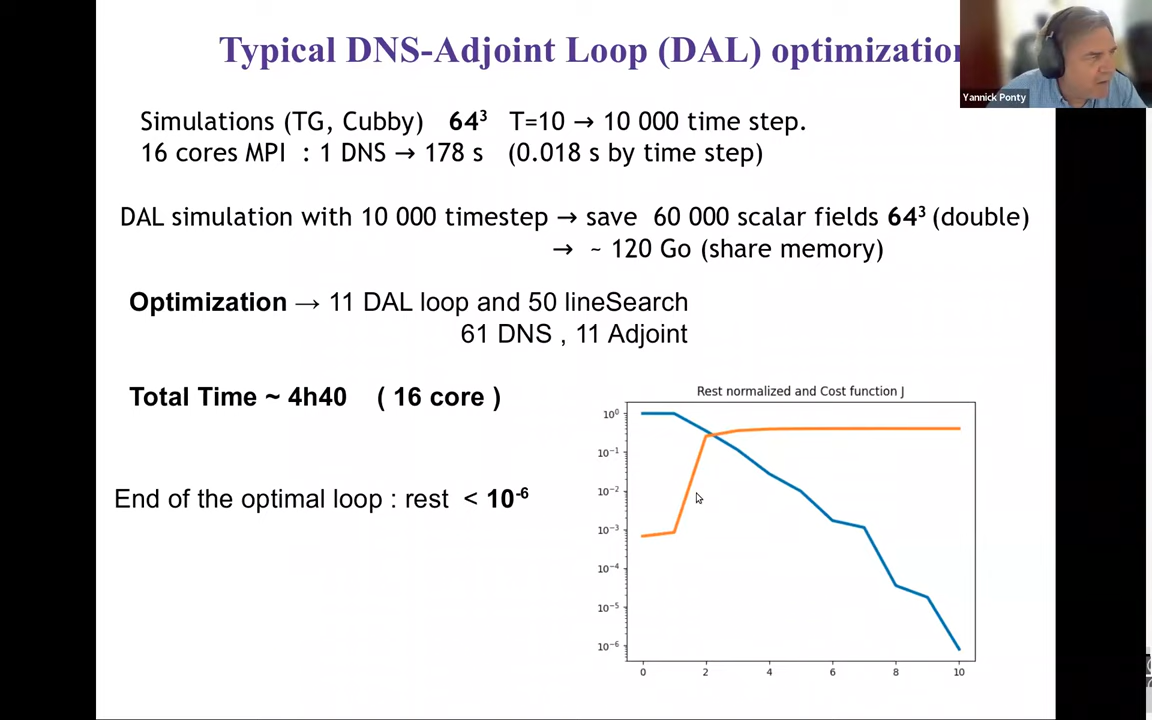 Typical DNS-Adjoint Loop (DAL) optimization
Yannick Ponty
Simulations (TG, Cubby) 64³ T=10 → 10 000 time step.
16 cores MPI : 1 DNS → 178 s (0.018 s by time step)
DAL simulation with 10 000 timestep → save 60 000 scalar fields 64³ (double)
→ ~ 120 Go (share memory)
Optimization → 11 DAL loop and 50 lineSearch
61 DNS , 11 Adjoint
Total Time ~ 4h40 ( 16 core )
End of the optimal loop : rest < 10⁻⁶
Rest normalized and Cost function J
10⁰
10⁻¹
10⁻²
10⁻³
10⁻⁴
10⁻⁵
10⁻⁶
0 2 4 6 8 10